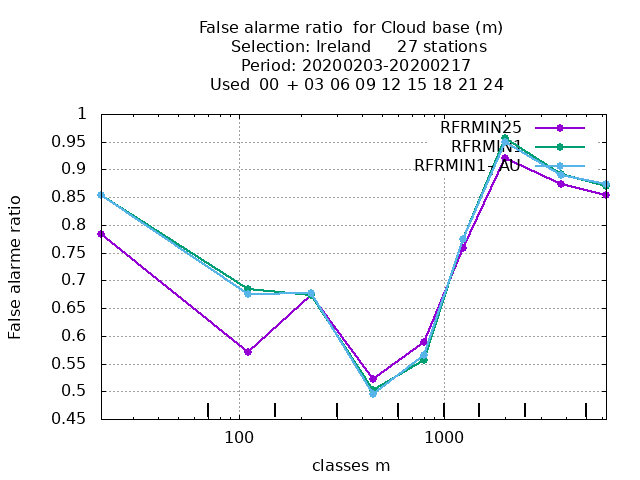 False alarme ratio  for Cloud base (m)
Selection: Ireland     27 stations
Period: 20200203-20200217
Used  00 + 03 06 09 12 15 18 21 24
RFRMIN25
RFRMIN1
RFRMIN1- AU
1
0.95
0.9
0.85
0.8
0.75
0.7
0.65
0.6
0.55
0.5
0.45
False alarme ratio
100
1000
classes m